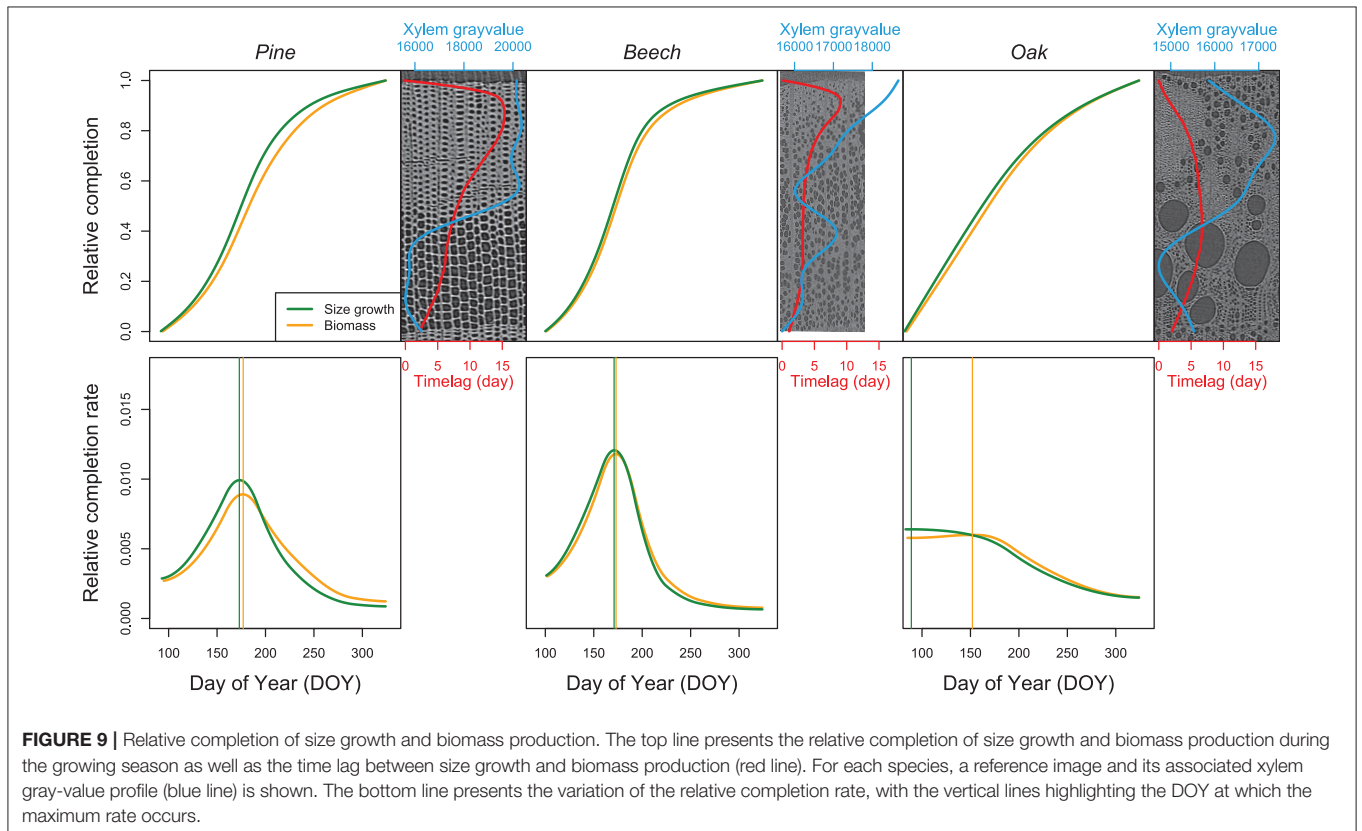 Xylem grayvalue
16000 18000 20000
Pine
Xylem grayvalue
16000 17000 18000
Beech
Xylem grayvalue
15000 16000 17000
Oak
Relative completion
1.0
0.8
0.6
0.4
0.2
0.0
Size growth
Biomass
0 5 10 15
Timelag (day)
0 5 10 15
Timelag (day)
0 5 10 15
Timelag (day)
Relative completion rate
0.015
0.010
0.005
0.000
100 150 200 250 300
Day of Year (DOY)
100 150 200 250 300
Day of Year (DOY)
100 150 200 250 300
Day of Year (DOY)
FIGURE 9 | Relative completion of size growth and biomass production. The top line presents the relative completion of size growth and biomass production during
the growing season as well as the time lag between size growth and biomass production (red line). For each species, a reference image and its associated xylem
gray-value profile (blue line) is shown. The bottom line presents the variation of the relative completion rate, with the vertical lines highlighting the DOY at which the
maximum rate occurs.